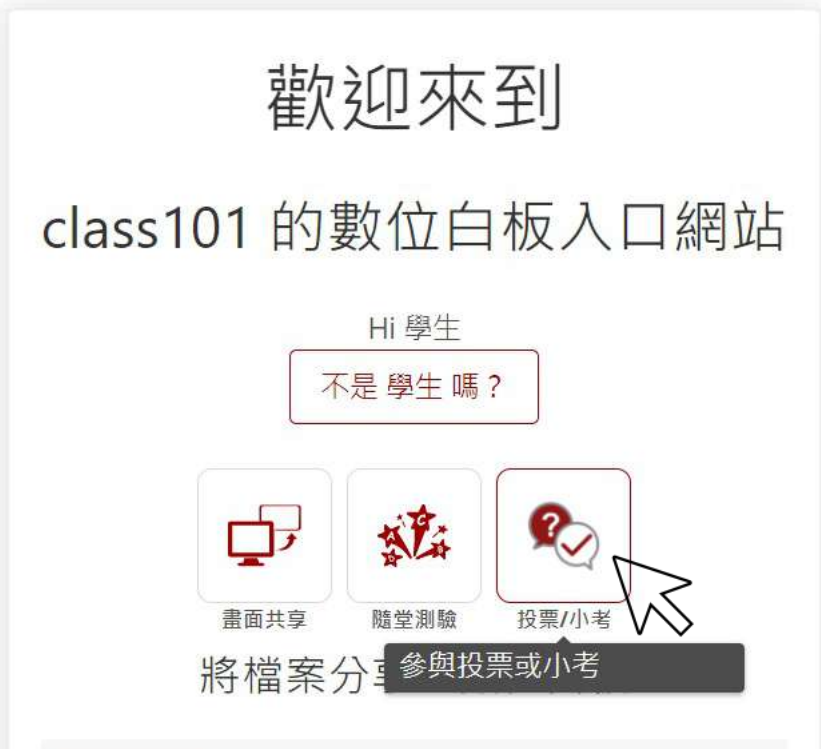 歡迎來到
class101 的數位白板入口網站
Hi 學生
不是 學生 嗎？
畫面共享 隨堂測驗 投票/小考
參與投票或小考
將檔案分